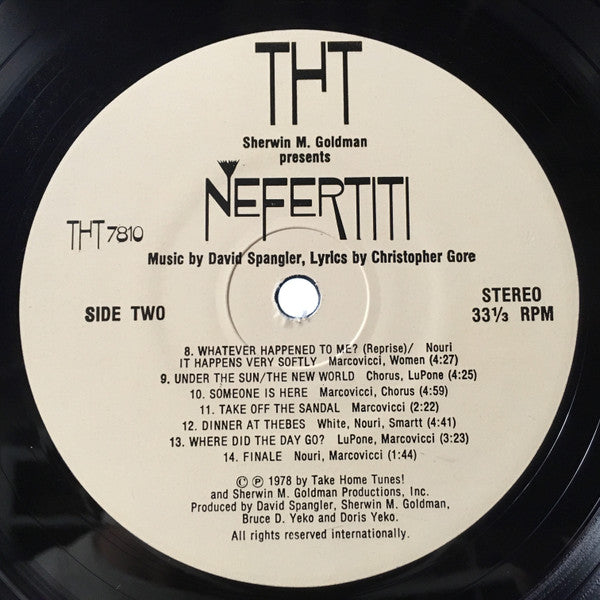 THT
Sherwin M. Goldman
presents
NEFERTITI
THT 7810
Music by David Spangler, Lyrics by Christopher Gore
SIDE TWO
STEREO
33⅓ RPM
8. WHATEVER HAPPENED TO ME? (Reprise)/ Nouri
IT HAPPENS VERY SOFTLY Marcovicci, Women (4:27)
9. UNDER THE SUN/THE NEW WORLD Chorus, LuPone (4:25)
10. SOMEONE IS HERE Marcovicci, Chorus (4:59)
11. TAKE OFF THE SANDAL Marcovicci (2:22)
12. DINNER AT THEBES White, Nouri, Smartt (4:41)
13. WHERE DID THE DAY GO? LuPone, Marcovicci (3:23)
14. FINALE Nouri, Marcovicci (1:44)
© ℗ 1978 by Take Home Tunes!
and Sherwin M. Goldman Productions, Inc.
Produced by David Spangler, Sherwin M. Goldman,
Bruce D. Yeko and Doris Yeko.
All rights reserved internationally.